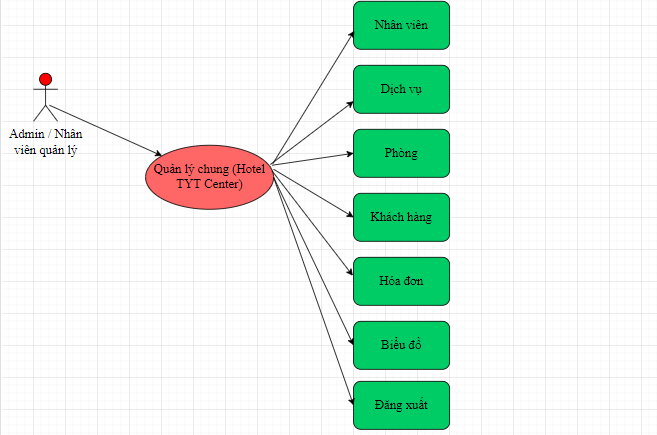 Nhân viên
Dịch vụ
Phòng
Admin / Nhân
viên quản lý
Quản lý chung (Hotel
TYT Center)
Khách hàng
Hóa đơn
Biểu đồ
Đăng xuất